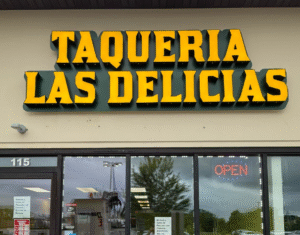 TAQUERIA
LAS DELICIAS
115
OPEN